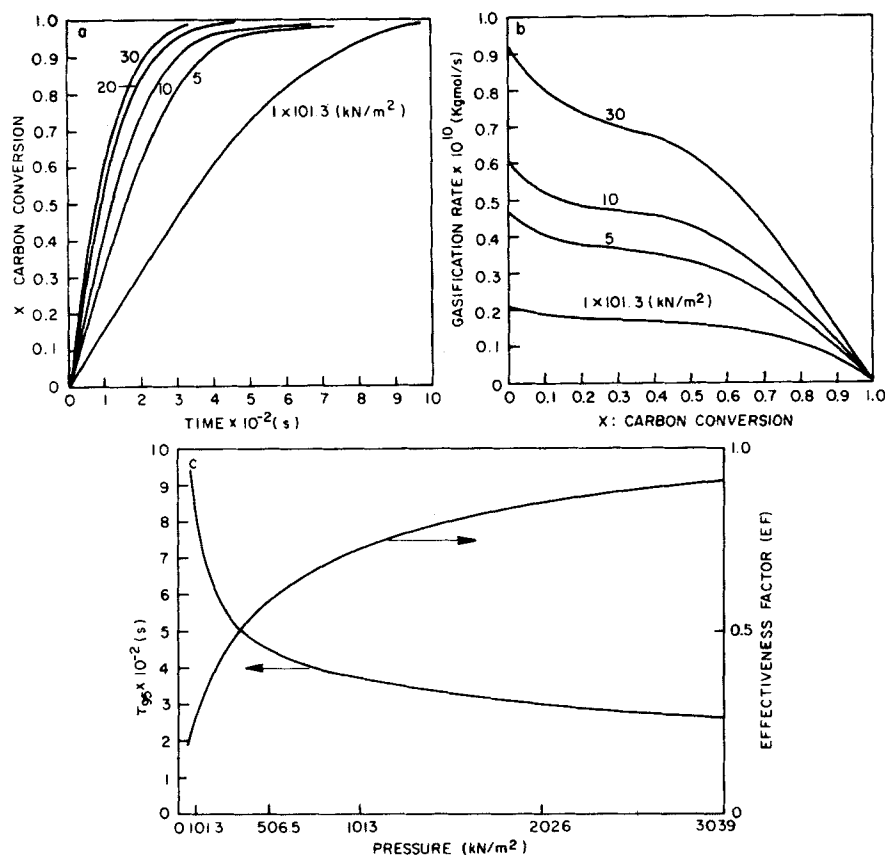 a
1.0
0.9
0.8
0.7
0.6
0.5
0.4
0.3
0.2
0.1
0
X CARBON CONVERSION
30
20
10
5
1 x 101.3 (kN/m²)
0 1 2 3 4 5 6 7 8 9 10
TIME x 10⁻² (s)
b
1.0
0.9
0.8
0.7
0.6
0.5
0.4
0.3
0.2
0.1
0
GASIFICATION RATE x 10¹⁰ (Kgmol/s)
30
10
5
1 x 101.3 (kN/m²)
0 0.1 0.2 0.3 0.4 0.5 0.6 0.7 0.8 0.9 1.0
X: CARBON CONVERSION
c
10
9
8
7
6
5
4
3
2
1
0
τ95 x 10⁻² (s)
1.0
0.5
0
EFFECTIVENESS FACTOR (EF)
0 101.3 506.5 1013 2026 3039
PRESSURE (kN/m²)